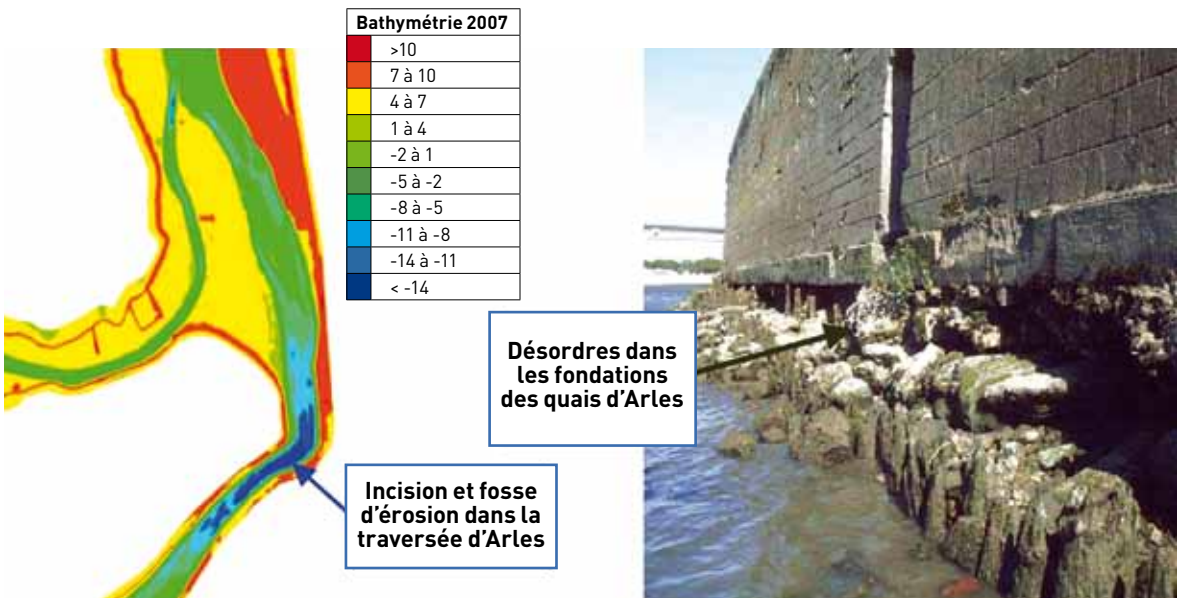 Bathymétrie 2007
>10
7 à 10
4 à 7
1 à 4
-2 à 1
-5 à -2
-8 à -5
-11 à -8
-14 à -11
< -14
Désordres dans
les fondations
des quais d'Arles
Incision et fosse
d'érosion dans la
traversée d'Arles